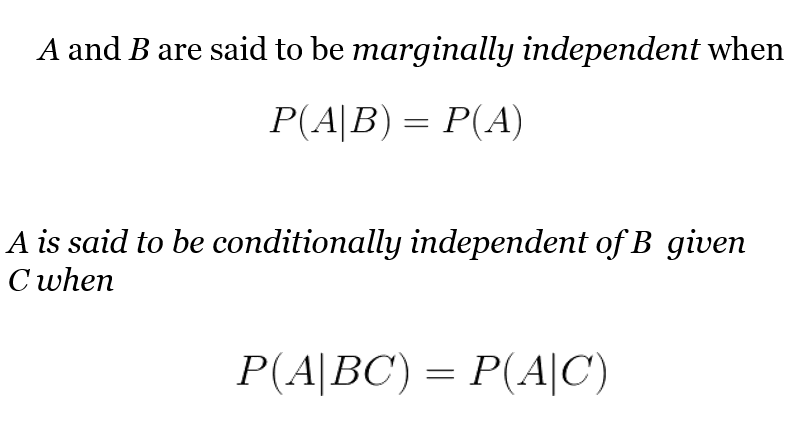 A and B are said to be marginally independent when
P(A|B) = P(A)
A is said to be conditionally independent of B given
C when
P(A|BC) = P(A|C)